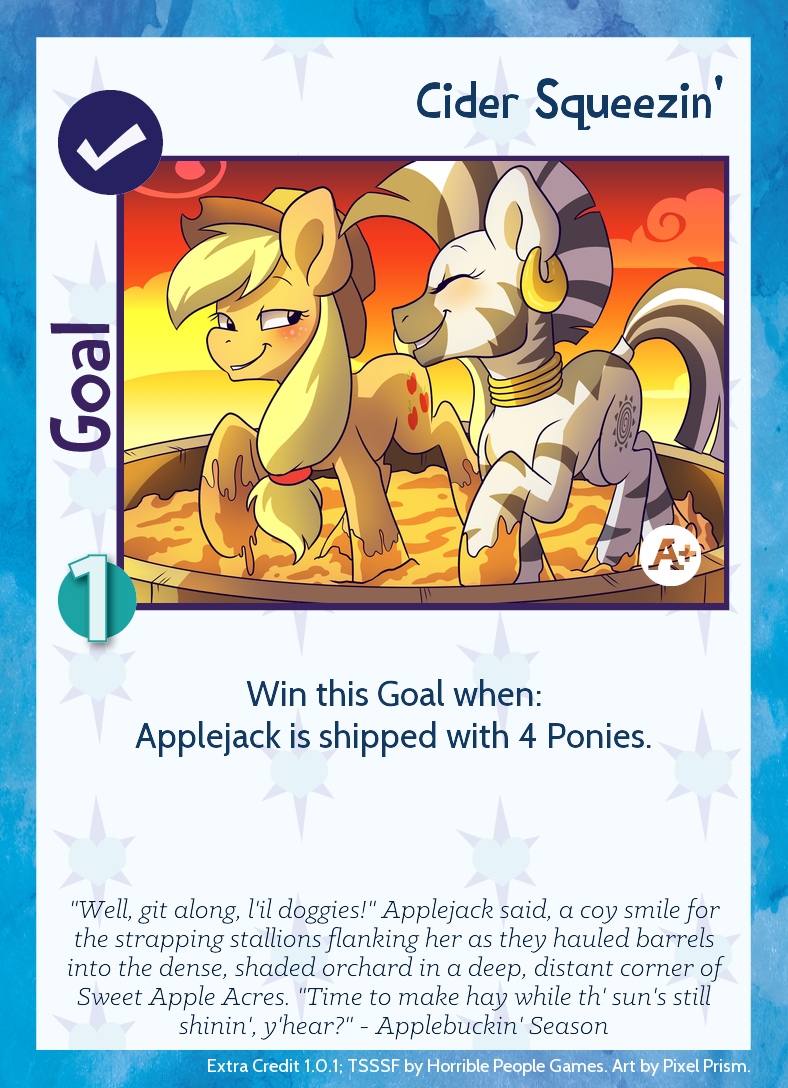 Cider Squeezin'
Goal
A+
1
Win this Goal when:
Applejack is shipped with 4 Ponies.
"Well, git along, l'il doggies!" Applejack said, a coy smile for
the strapping stallions flanking her as they hauled barrels
into the dense, shaded orchard in a deep, distant corner of
Sweet Apple Acres. "Time to make hay while th' sun's still
shinin', y'hear?" - Applebuckin' Season
Extra Credit 1.0.1; TSSSF by Horrible People Games. Art by Pixel Prism.